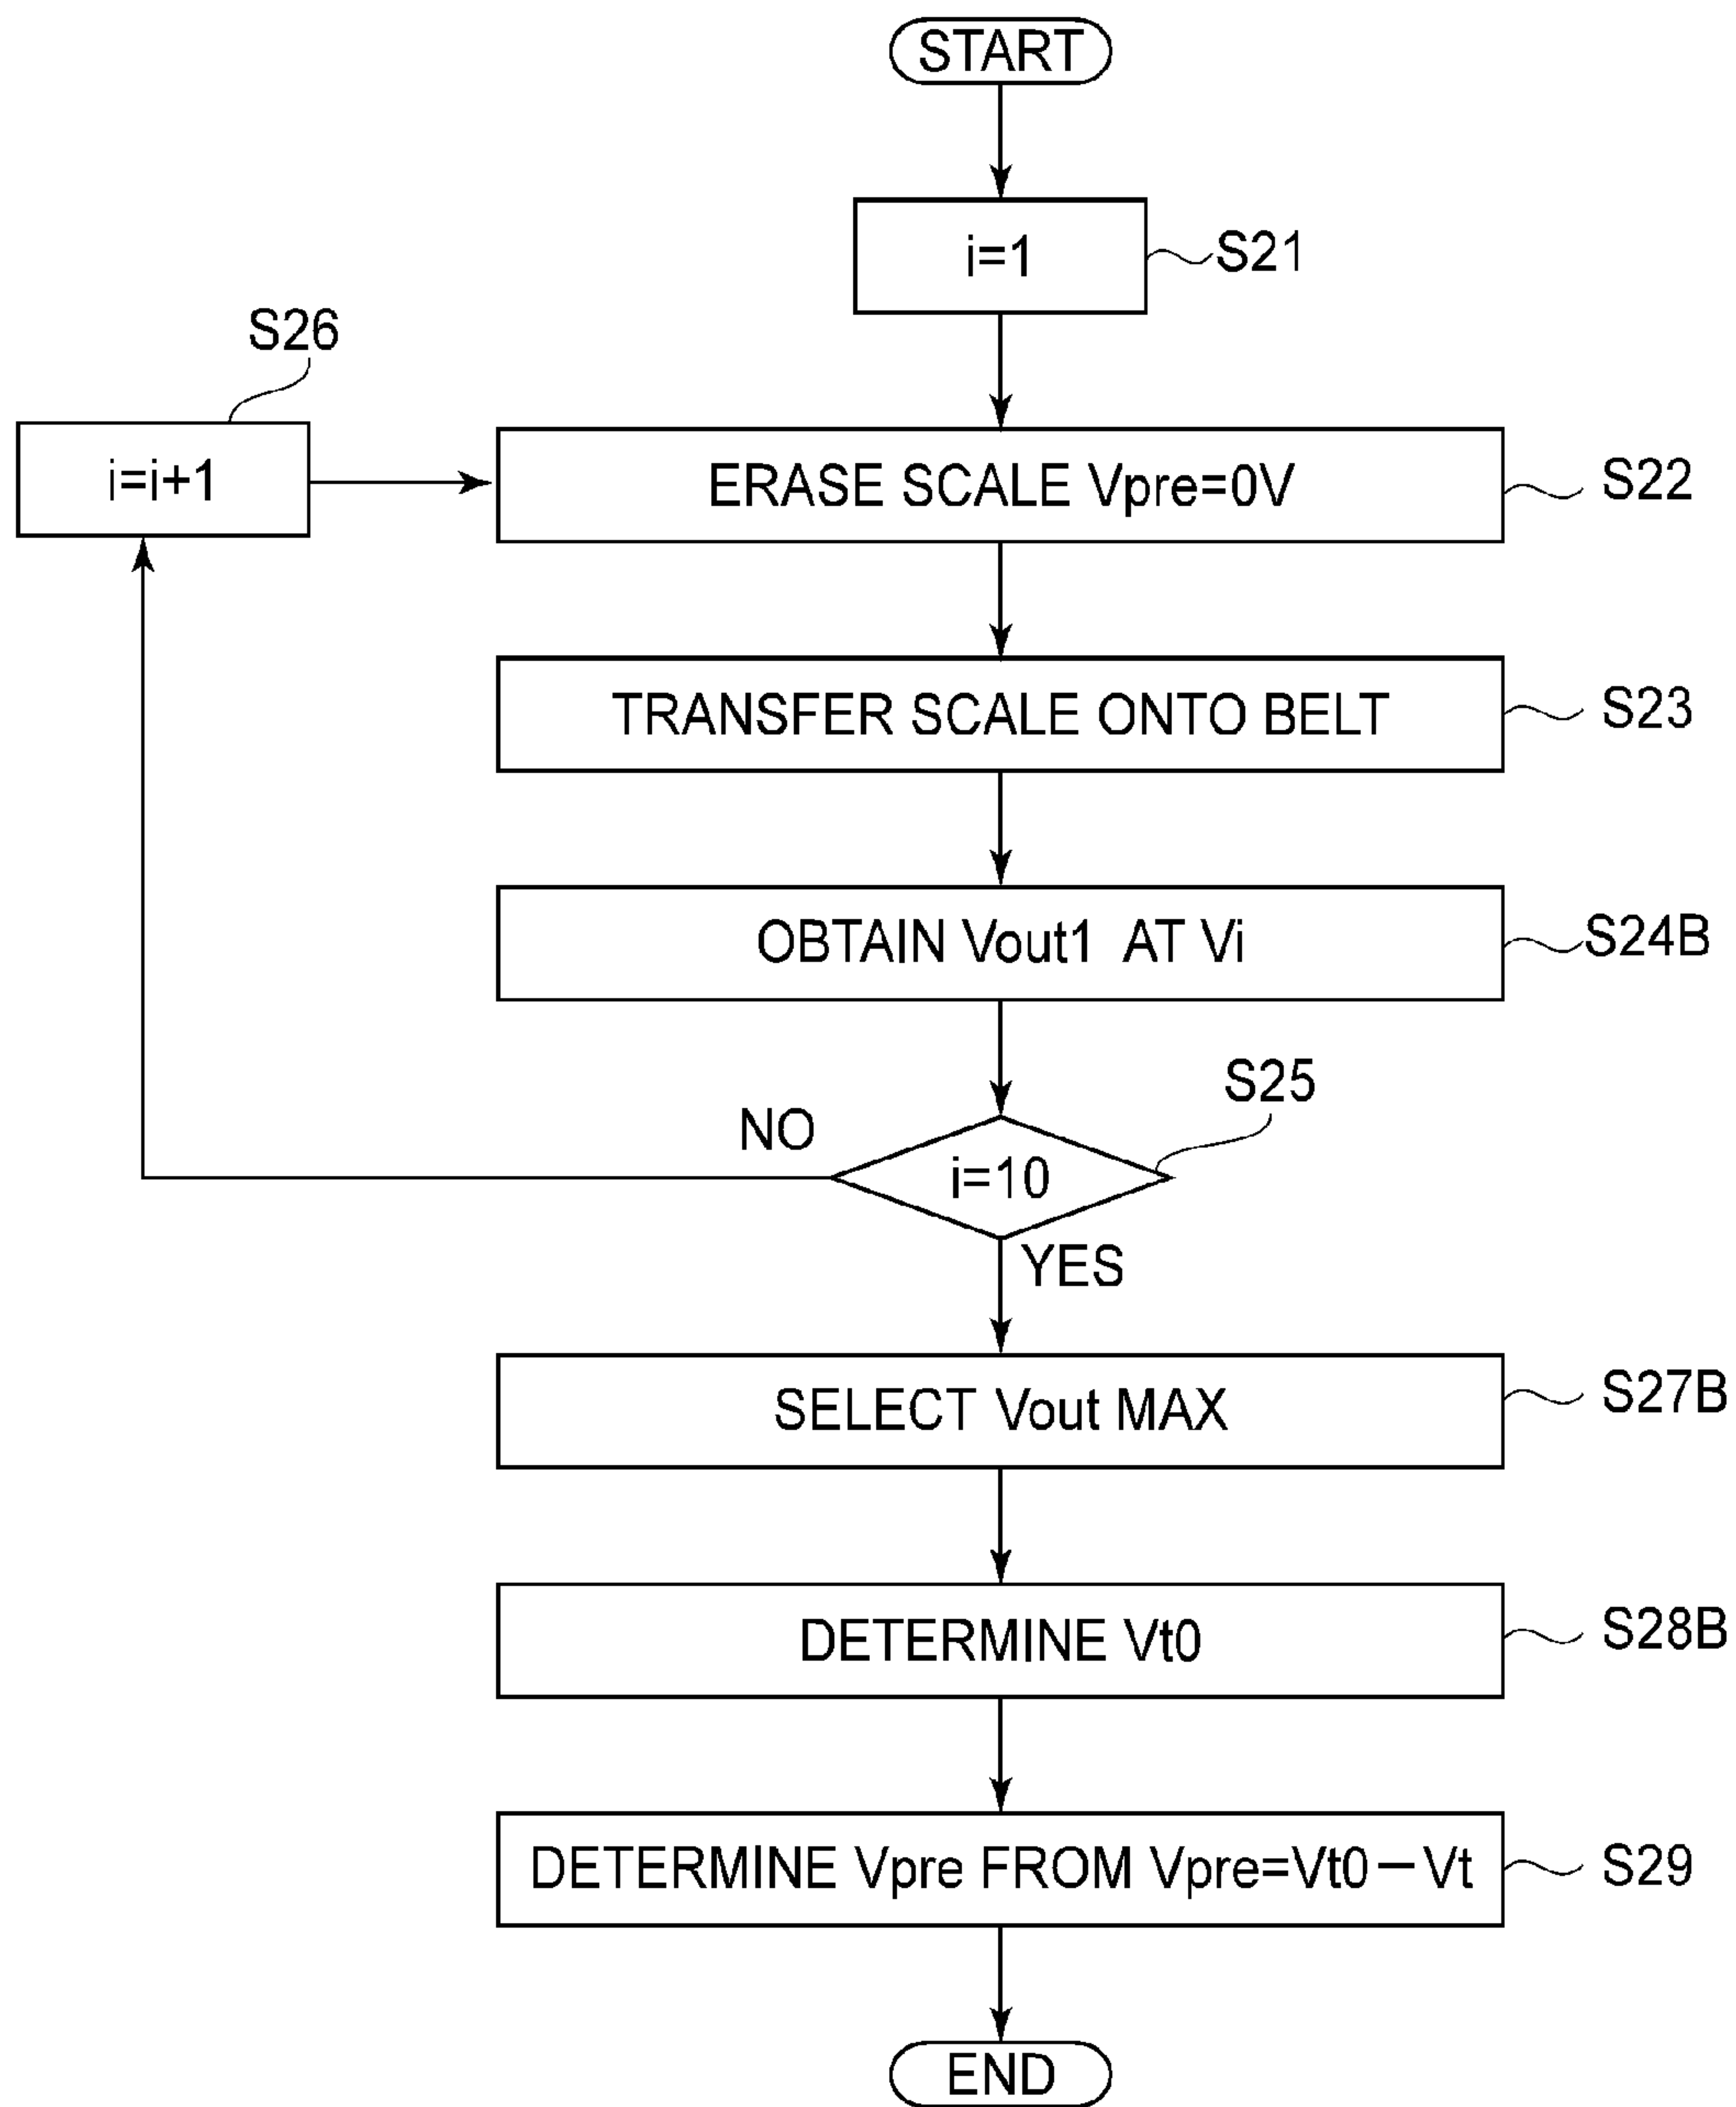 START
i=1
S21
S26
i=i+1
ERASE SCALE Vpre=0V
S22
TRANSFER SCALE ONTO BELT
S23
OBTAIN Vout1 AT Vi
S24B
S25
NO
i=10
YES
SELECT Vout MAX
S27B
DETERMINE Vt0
S28B
DETERMINE Vpre FROM Vpre=Vt0−Vt
S29
END